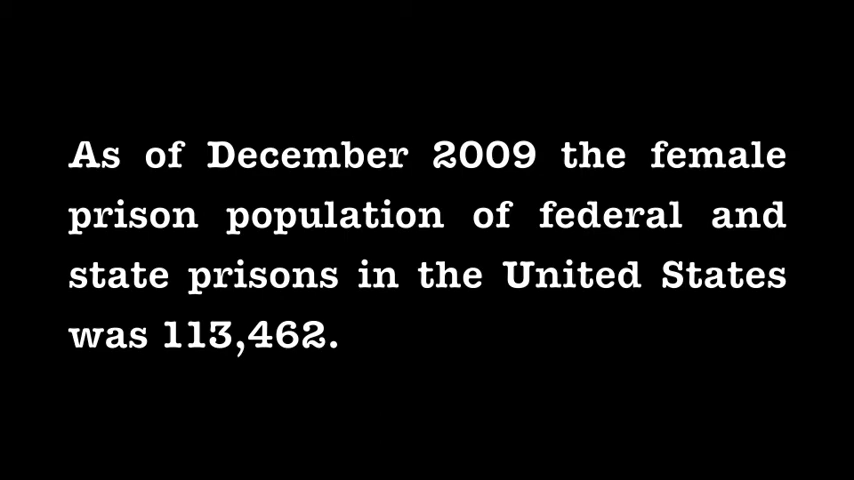 As of December 2009 the female
prison population of federal and
state prisons in the United States
was 113,462.